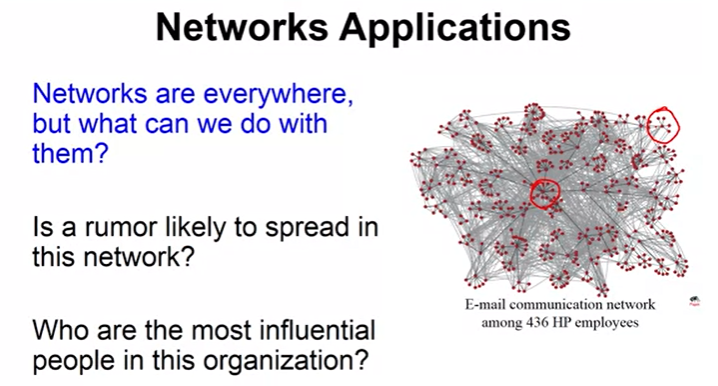 Networks Applications
Networks are everywhere,
but what can we do with
them?
Is a rumor likely to spread in
this network?
Who are the most influential
people in this organization?
E-mail communication network
among 436 HP employees